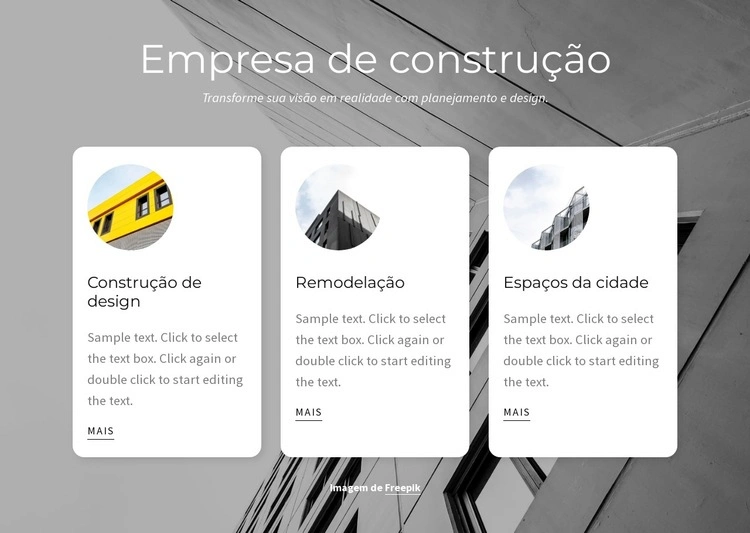 Empresa de construção
Transforme sua visão em realidade com planejamento e design.
Construção de
design
Sample text. Click to select
the text box. Click again or
double click to start editing
the text.
MAIS
Remodelação
Sample text. Click to select
the text box. Click again or
double click to start editing
the text.
MAIS
Espaços da cidade
Sample text. Click to select
the text box. Click again or
double click to start editing
the text.
MAIS
Imagem de Freepik